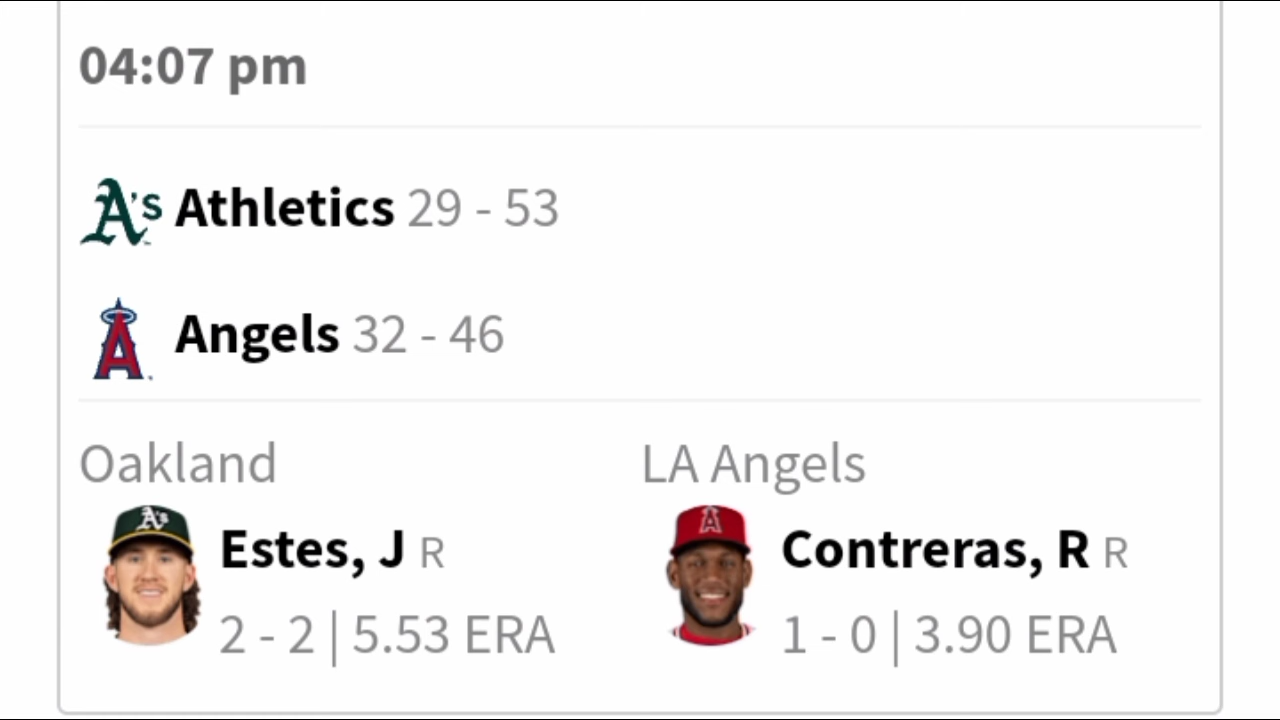 04:07 pm
A's Athletics 29 - 53
A Angels 32 - 46
Oakland LA Angels
A's Estes, J R A Contreras, R R
2 - 2 | 5.53 ERA 1 - 0 | 3.90 ERA